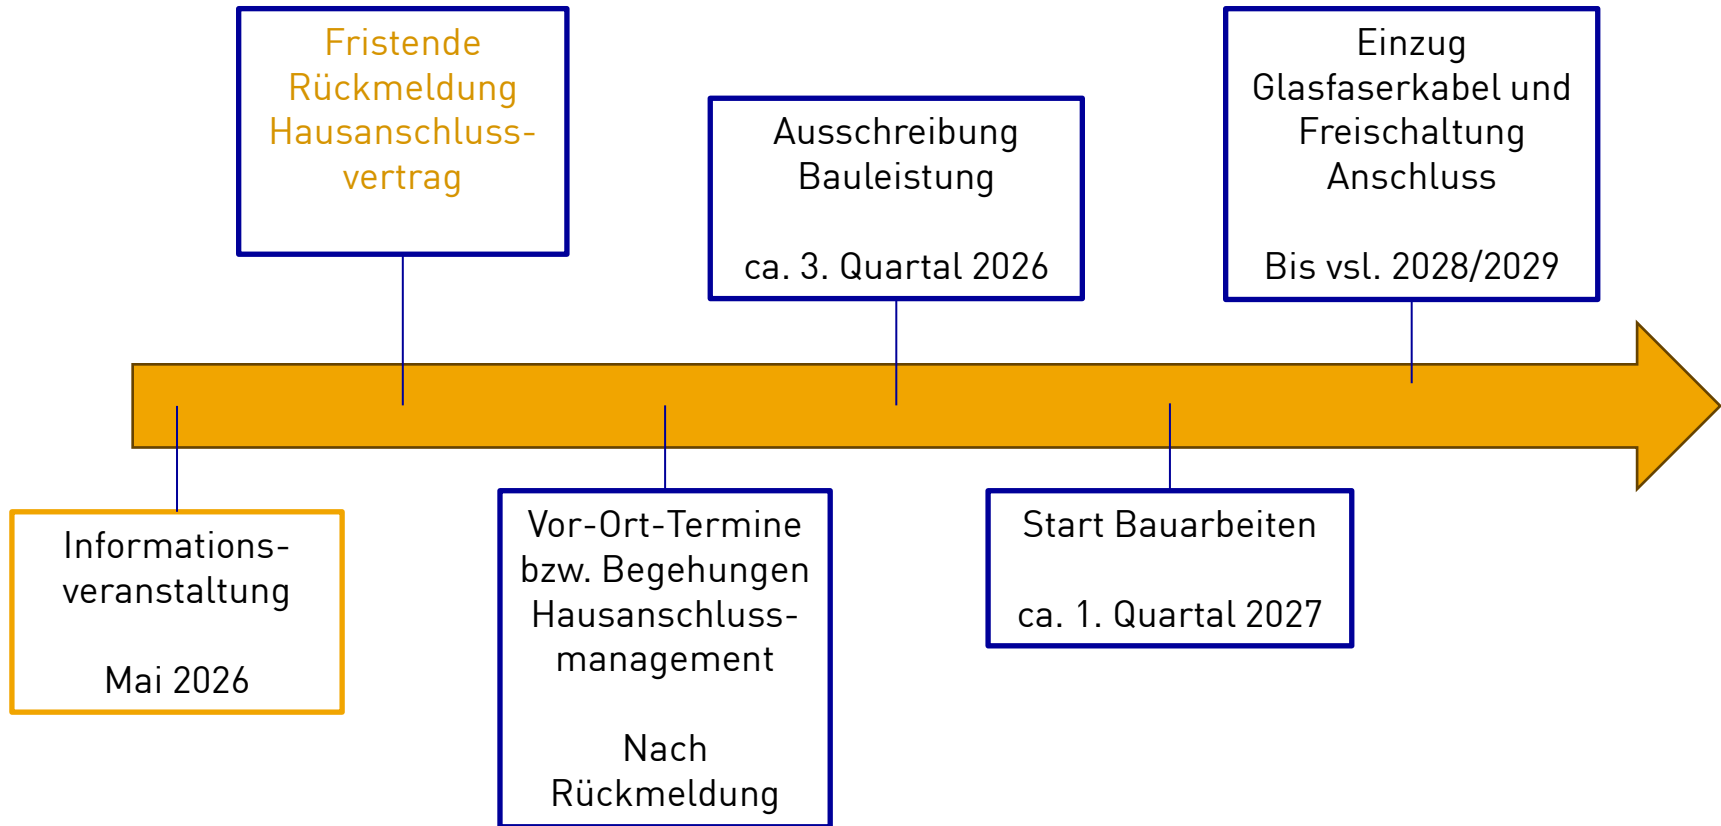 Fristende
Rückmeldung
Hausanschluss-
vertrag
Ausschreibung
Bauleistung
ca. 3. Quartal 2026
Einzug
Glasfaserkabel und
Freischaltung
Anschluss
Bis vsl. 2028/2029
Informations-
veranstaltung
Mai 2026
Vor-Ort-Termine
bzw. Begehungen
Hausanschluss-
management
Nach
Rückmeldung
Start Bauarbeiten
ca. 1. Quartal 2027